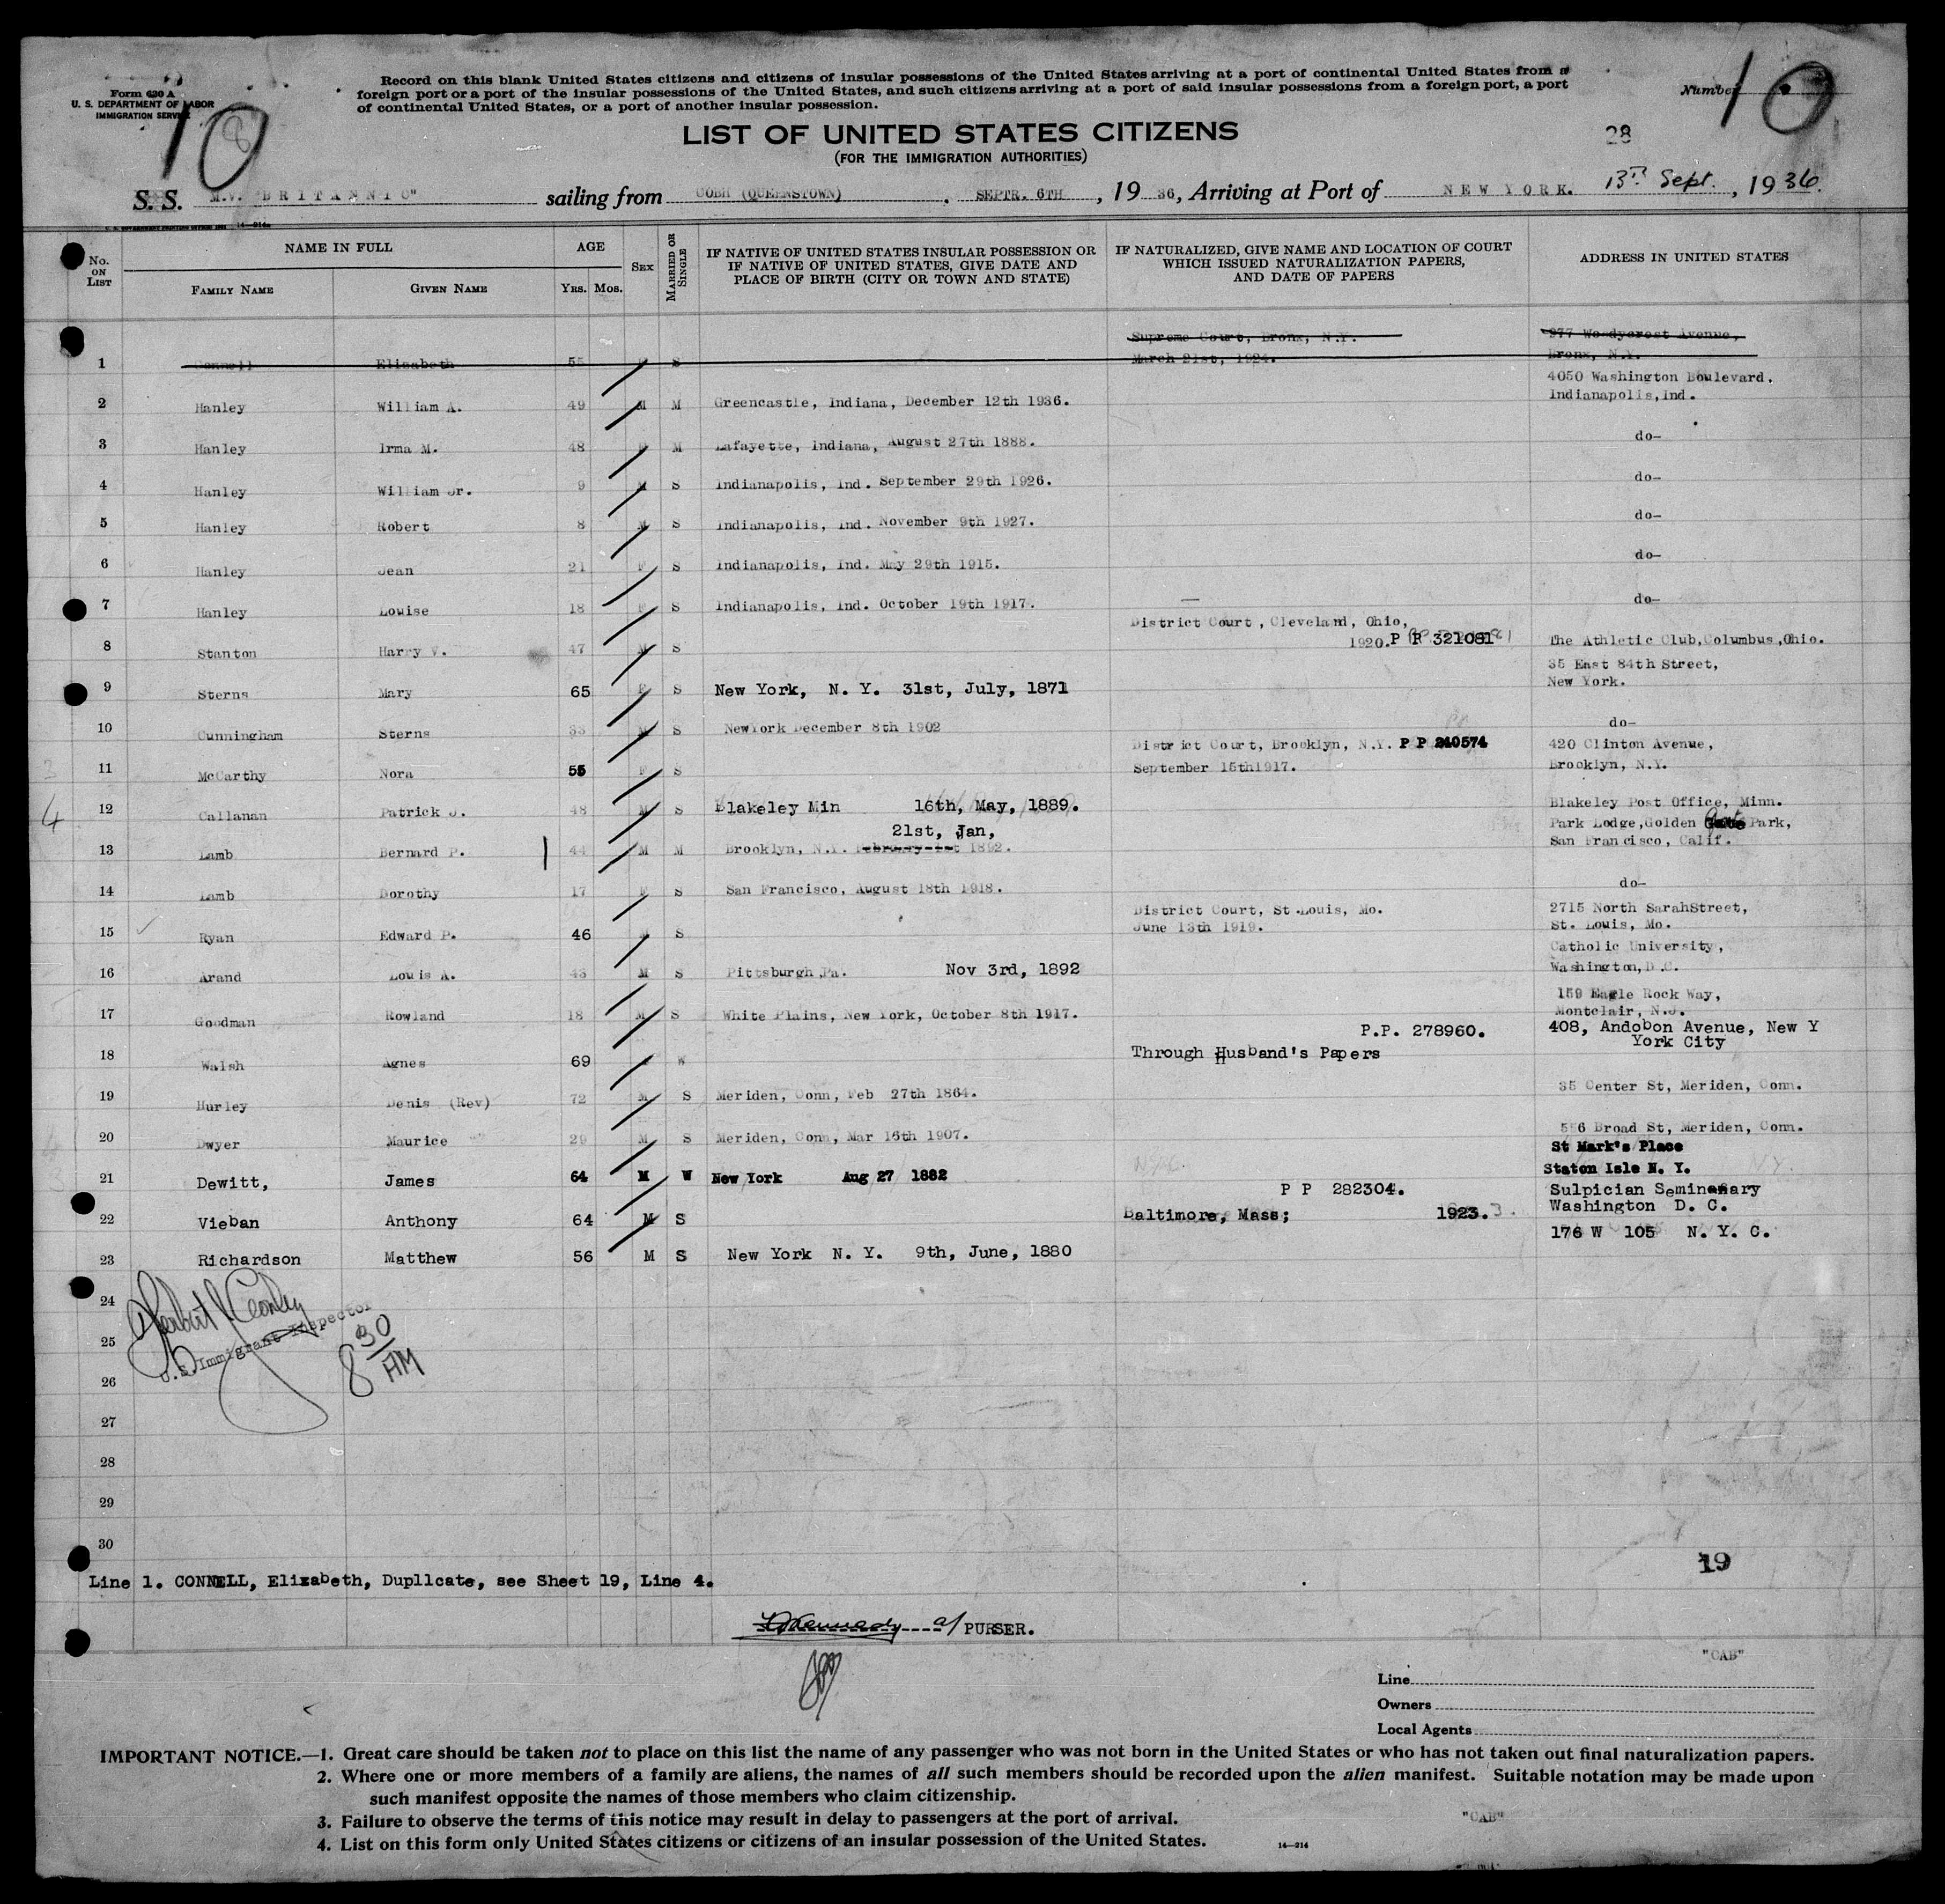 Form 630 A
U. S. DEPARTMENT OF LABOR
IMMIGRATION SERVICE
10
Record on this blank United States citizens and citizens of insular possessions of the United States arriving at a port of continental United States from a
foreign port or a port of the insular possessions of the United States, and such citizens arriving at a port of said insular possessions from a foreign port, a port
of continental United States, or a port of another insular possession.
Number 10
LIST OF UNITED STATES CITIZENS
(FOR THE IMMIGRATION AUTHORITIES)
28
S. S. M.V. "BRITANNIC" sailing from COBH (QUEENSTOWN) . SEPTR. 6TH , 19 36, Arriving at Port of NEW YORK. 13TH Sept. , 1936.
No. ON LIST
NAME IN FULL
FAMILY NAME GIVEN NAME
AGE
YRS. MOS.
SEX
MARRIED OR SINGLE
IF NATIVE OF UNITED STATES INSULAR POSSESSION OR
IF NATIVE OF UNITED STATES, GIVE DATE AND
PLACE OF BIRTH (CITY OR TOWN AND STATE)
IF NATURALIZED, GIVE NAME AND LOCATION OF COURT
WHICH ISSUED NATURALIZATION PAPERS,
AND DATE OF PAPERS
ADDRESS IN UNITED STATES
Supreme Court, Bronx, N.Y. 977 Woodycrest Avenue,
1 Connell Elizabeth 55 F S March 21st, 1924. Bronx, N.Y.
4050 Washington Boulevard,
2 Hanley William A. 49 M M Greencastle, Indiana, December 12th 1936. Indianapolis, Ind.
3 Hanley Irma M. 48 F M Lafayette, Indiana, August 27th 1888. do-
4 Hanley William Jr. 9 M S Indianapolis, Ind. September 29th 1926. do-
5 Hanley Robert 8 M S Indianapolis, Ind. November 9th 1927. do-
6 Hanley Jean 21 F S Indianapolis, Ind. May 29th 1915. do-
7 Hanley Louise 18 F S Indianapolis, Ind. October 19th 1917. do-
District Court, Cleveland, Ohio,
8 Stanton Harry V. 47 M S 1920. P P 321081 The Athletic Club, Columbus, Ohio.
35 East 84th Street,
9 Sterns Mary 65 F S New York, N. Y. 31st, July, 1871 New York.
10 Cunningham Sterns 33 M S NewYork December 8th 1902 do-
District Court, Brooklyn, N.Y. P P 240574 420 Clinton Avenue,
11 McCarthy Nora 55 F S September 15th1917. Brooklyn, N.Y.
4
12 Callanan Patrick J. 48 M S Blakeley Min 16th, May, 1889. Blakeley Post Office, Minn.
21st, Jan, Park Lodge, Golden Gate Park,
13 Lamb Bernard P. 44 M M Brooklyn, N.Y. February 1st 1892. San Francisco, Calif.
14 Lamb Dorothy 17 F S San Francisco, August 18th 1918. do-
District Court, St.Louis, Mo. 2715 North SarahStreet,
15 Ryan Edward P. 46 M S June 13th 1919. St. Louis, Mo.
Catholic University,
16 Arand Louis A. 43 M S Pittsburgh, Pa. Nov 3rd, 1892 Washington, D.C.
159 Eagle Rock Way,
17 Goodman Rowland 18 M S White Plains, New York, October 8th 1917. Montclair, N.J.
P.P. 278960. 408, Andobon Avenue, New Y
18 Walsh Agnes 69 F W Through Husband's Papers York City
19 Hurley Denis (Rev) 72 M S Meriden, Conn, Feb 27th 1864. 35 Center St, Meriden, Conn.
20 Dwyer Maurice 29 M S Meriden, Conn, Mar 16th 1907. 556 Broad St, Meriden, Conn.
St Mark's Place
21 Dewitt, James 64 M W New York Aug 27 1882 Staten Isle N. Y.
P P 282304. Sulpician Seminary
22 Vieban Anthony 64 M S Baltimore, Mass; 1923. Washington D. C.
23 Richardson Matthew 56 M S New York N. Y. 9th, June, 1880 176 W 105 N. Y. C.
24
25
U.S. Immigrant Inspector
8 30 AM
26
27
28
29
30
19
Line 1. CONNELL, Elizabeth, Dupllcate, see Sheet 19, Line 4.
Kennedy a/ PURSER.
"CAB"
Line
Owners
Local Agents
IMPORTANT NOTICE.—1. Great care should be taken not to place on this list the name of any passenger who was not born in the United States or who has not taken out final naturalization papers.
2. Where one or more members of a family are aliens, the names of all such members should be recorded upon the alien manifest. Suitable notation may be made upon
such manifest opposite the names of those members who claim citizenship.
3. Failure to observe the terms of this notice may result in delay to passengers at the port of arrival.
"CAB"
4. List on this form only United States citizens or citizens of an insular possession of the United States.
14—214